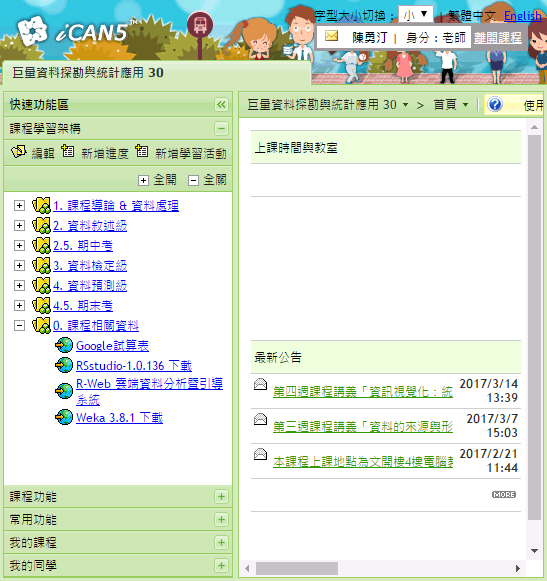 字型大小切換： 小 | 繁體中文 English
iCAN5™
陳勇汀 | 身分：老師 離開課程
巨量資料探勘與統計應用 30
快速功能區
課程學習架構
編輯 新增進度 新增學習活動
全開 全關
1. 課程導論 & 資料處理
2. 資料敘述級
2.5. 期中考
3. 資料檢定級
4. 資料預測級
4.5. 期末考
0. 課程相關資料
Google試算表
RSstudio-1.0.136 下載
R-Web 雲端資料分析暨引導
系統
Weka 3.8.1 下載
課程功能
常用功能
我的課程
我的同學
巨量資料探勘與統計應用 30 > 首頁 | 使用
上課時間與教室
最新公告
第四週課程講義「資訊視覺化：統 2017/3/14
13:39
第三週課程講義「資料的來源與形 2017/3/7
15:03
本課程上課地點為文開樓4樓電腦教 2017/2/21
11:44
MORE